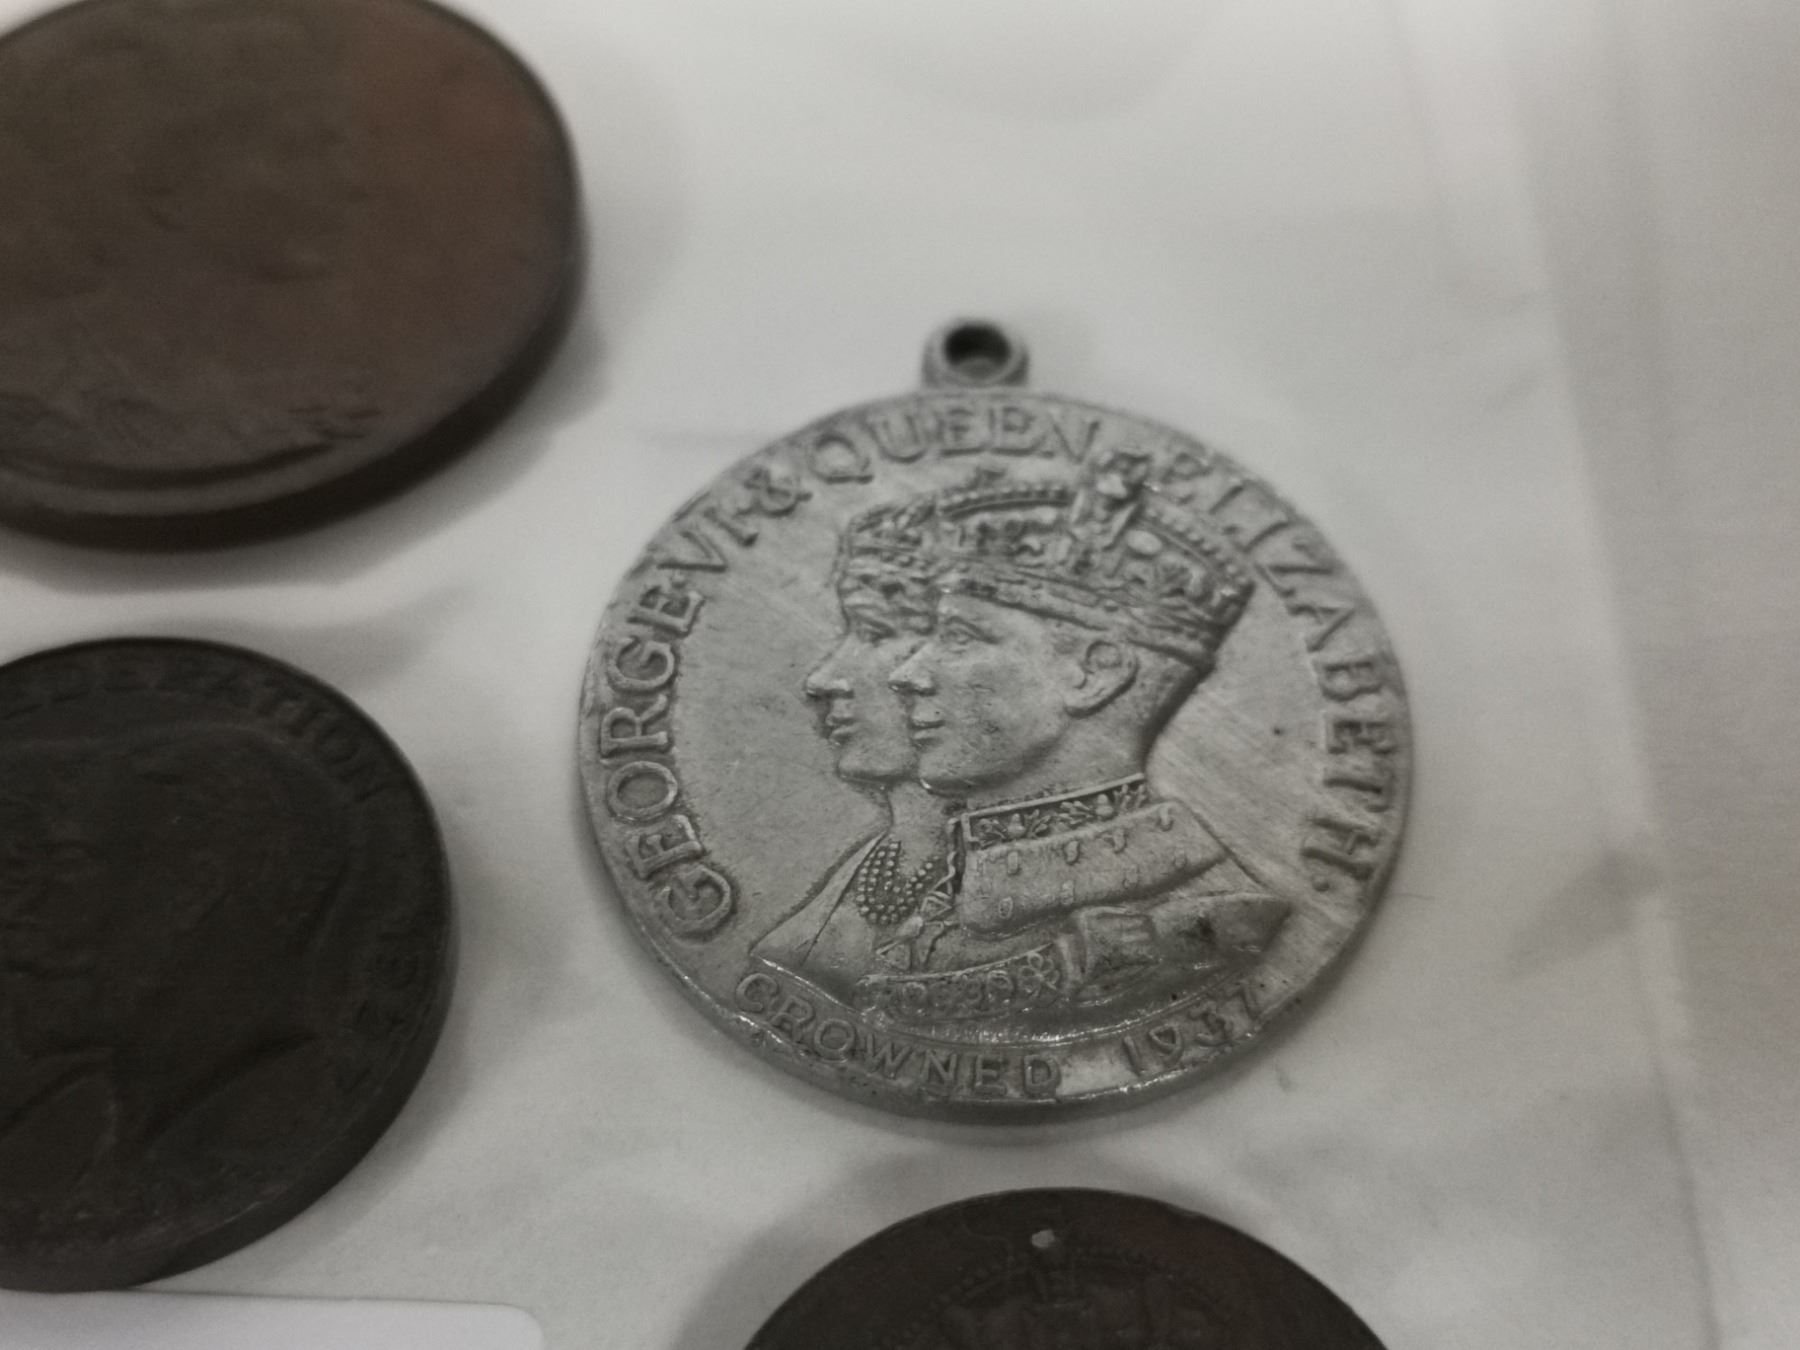 GEORGE·VI·&·QUEEN·ELIZABETH.
CROWNED 1937